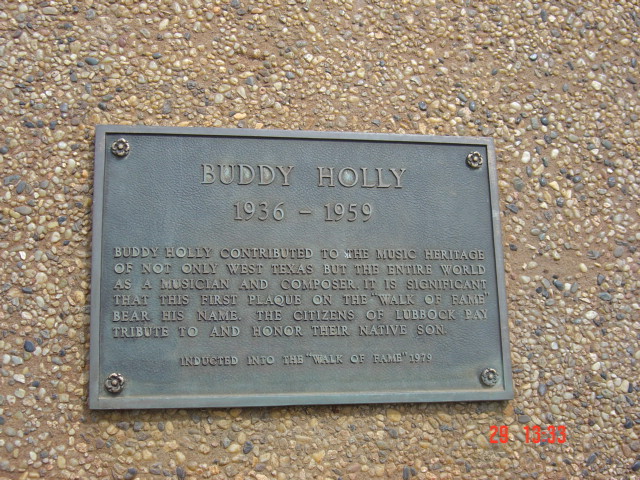 BUDDY HOLLY
1936 - 1959
BUDDY HOLLY CONTRIBUTED TO THE MUSIC HERITAGE
OF NOT ONLY WEST TEXAS BUT THE ENTIRE WORLD
AS A MUSICIAN AND COMPOSER. IT IS SIGNIFICANT
THAT THIS FIRST PLAQUE ON THE "WALK OF FAME"
BEAR HIS NAME. THE CITIZENS OF LUBBOCK PAY
TRIBUTE TO AND HONOR THEIR NATIVE SON.
INDUCTED INTO THE "WALK OF FAME" 1979
29 13:33